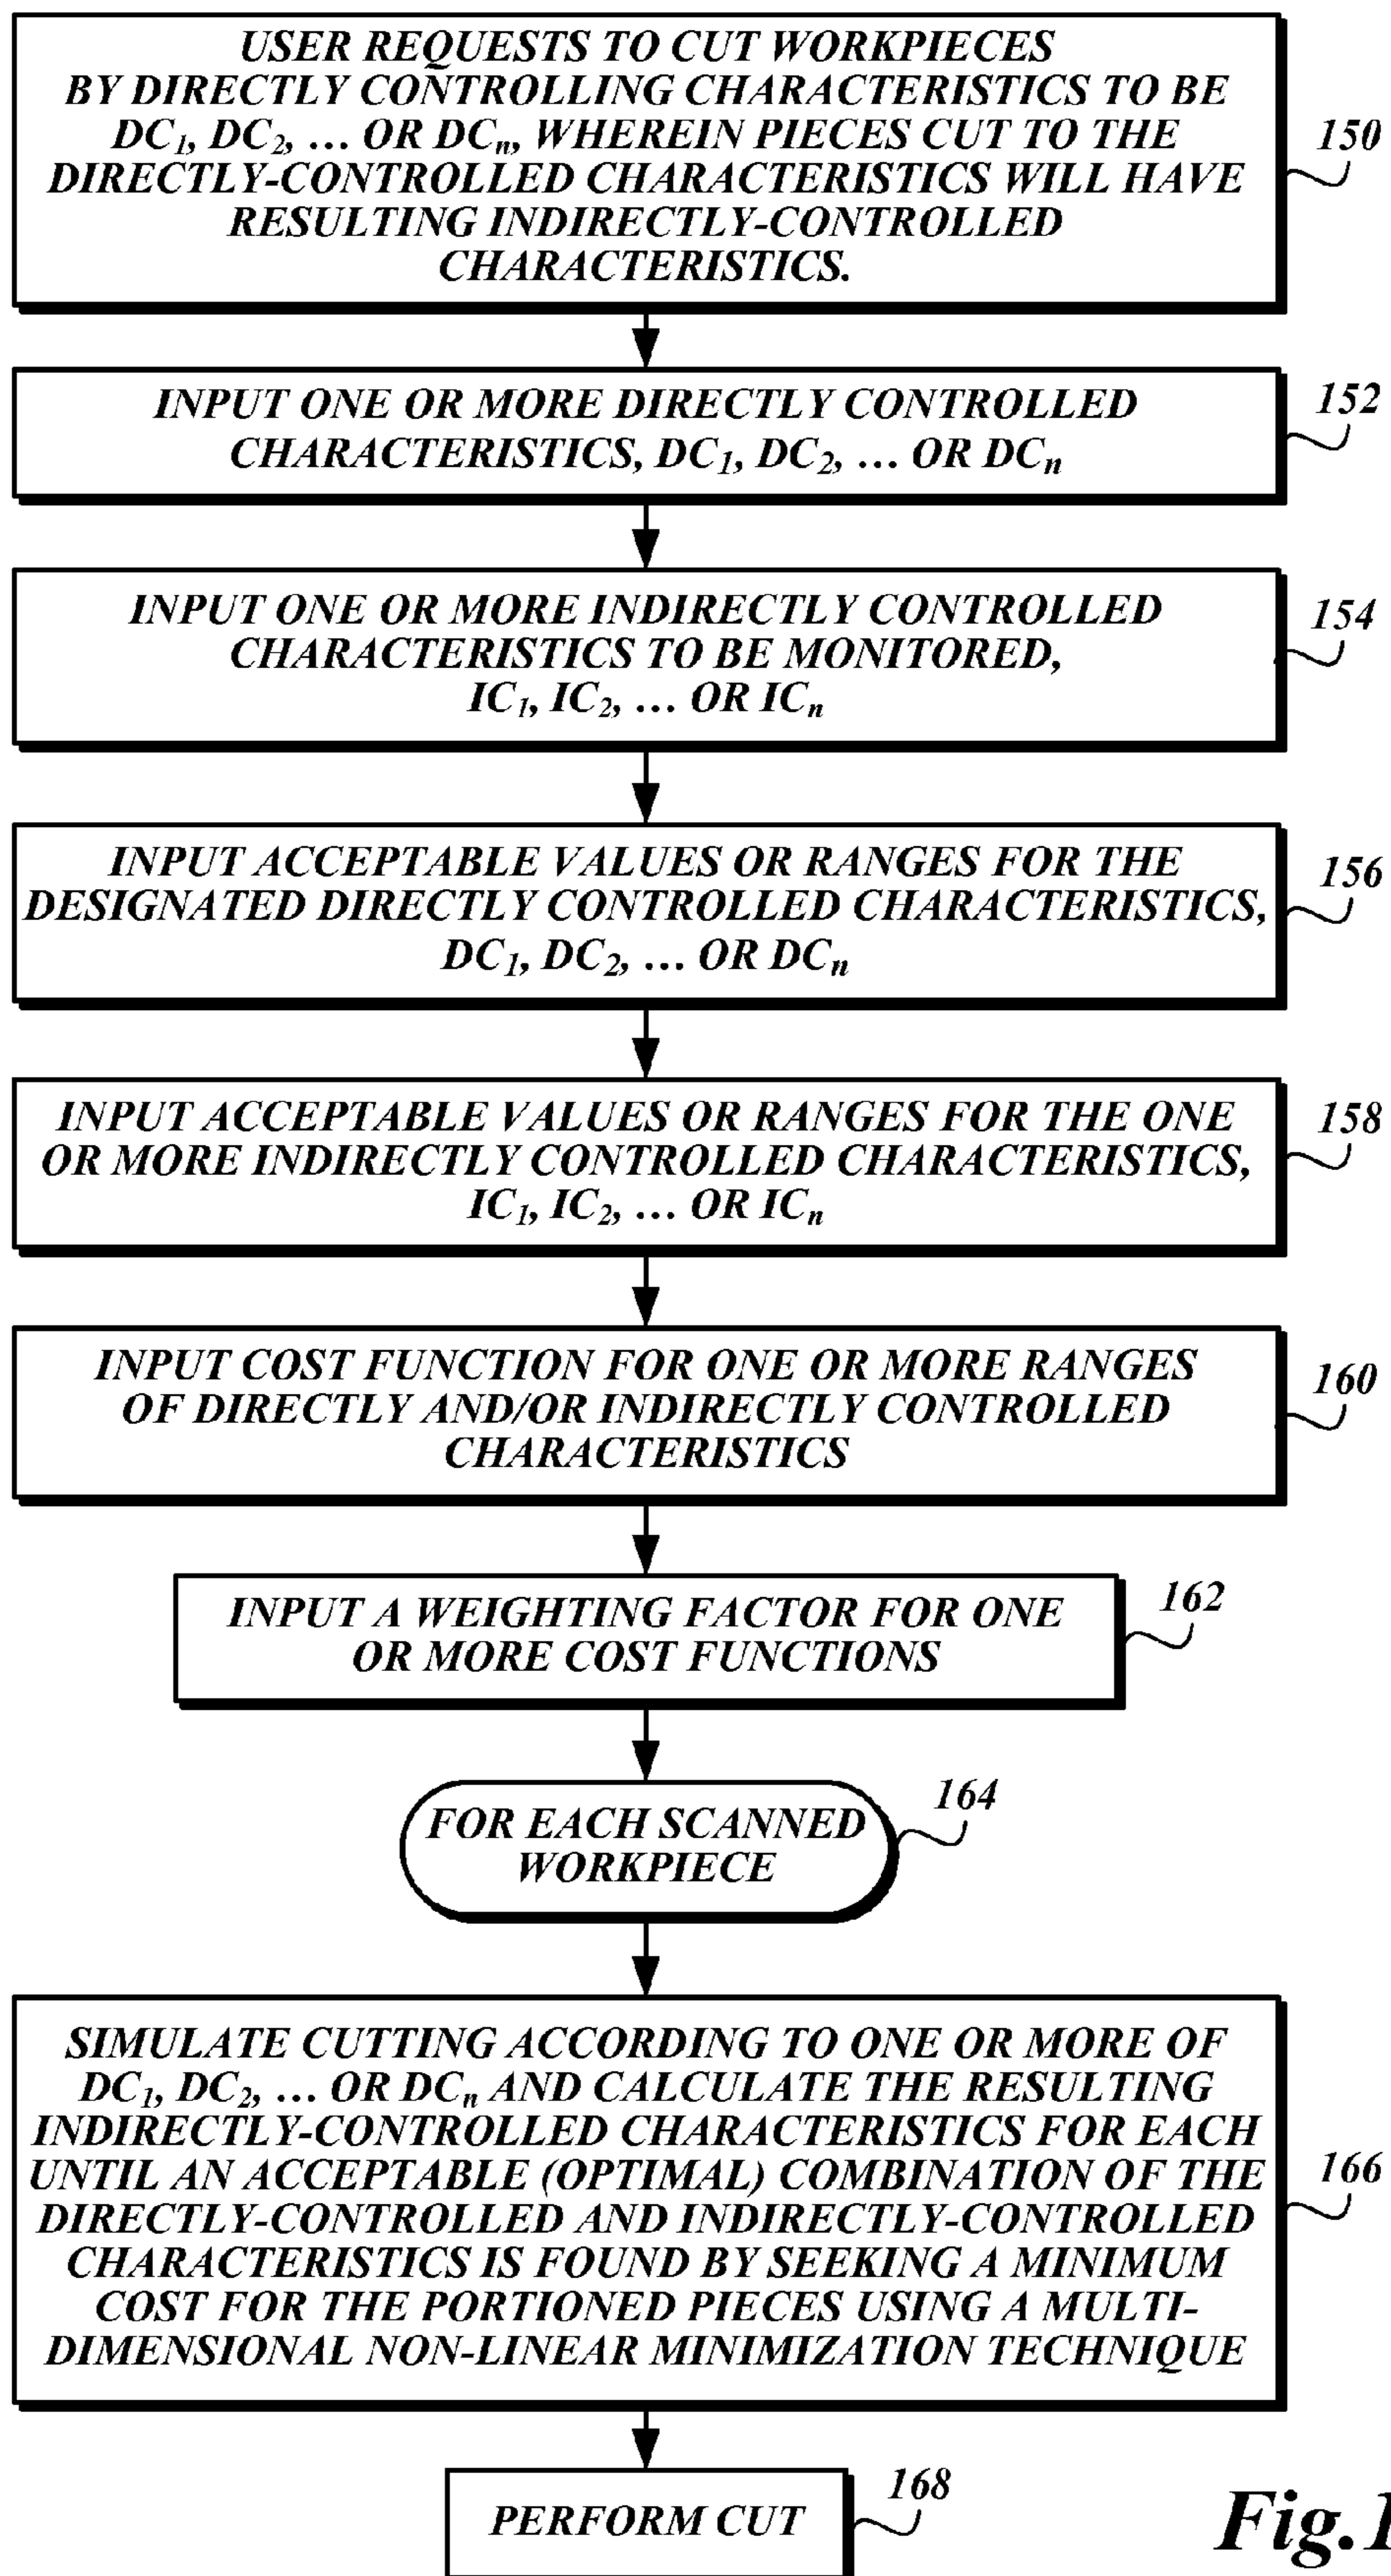 USER REQUESTS TO CUT WORKPIECES
BY DIRECTLY CONTROLLING CHARACTERISTICS TO BE
DC₁, DC₂, … OR DCₙ, WHEREIN PIECES CUT TO THE
DIRECTLY-CONTROLLED CHARACTERISTICS WILL HAVE
RESULTING INDIRECTLY-CONTROLLED
CHARACTERISTICS.
150
INPUT ONE OR MORE DIRECTLY CONTROLLED
CHARACTERISTICS, DC₁, DC₂, … OR DCₙ
152
INPUT ONE OR MORE INDIRECTLY CONTROLLED
CHARACTERISTICS TO BE MONITORED,
IC₁, IC₂, … OR ICₙ
154
INPUT ACCEPTABLE VALUES OR RANGES FOR THE
DESIGNATED DIRECTLY CONTROLLED CHARACTERISTICS,
DC₁, DC₂, … OR DCₙ
156
INPUT ACCEPTABLE VALUES OR RANGES FOR THE ONE
OR MORE INDIRECTLY CONTROLLED CHARACTERISTICS,
IC₁, IC₂, … OR ICₙ
158
INPUT COST FUNCTION FOR ONE OR MORE RANGES
OF DIRECTLY AND/OR INDIRECTLY CONTROLLED
CHARACTERISTICS
160
INPUT A WEIGHTING FACTOR FOR ONE
OR MORE COST FUNCTIONS
162
FOR EACH SCANNED
WORKPIECE
164
SIMULATE CUTTING ACCORDING TO ONE OR MORE OF
DC₁, DC₂, … OR DCₙ AND CALCULATE THE RESULTING
INDIRECTLY-CONTROLLED CHARACTERISTICS FOR EACH
UNTIL AN ACCEPTABLE (OPTIMAL) COMBINATION OF THE
DIRECTLY-CONTROLLED AND INDIRECTLY-CONTROLLED
CHARACTERISTICS IS FOUND BY SEEKING A MINIMUM
COST FOR THE PORTIONED PIECES USING A MULTI-
DIMENSIONAL NON-LINEAR MINIMIZATION TECHNIQUE
166
PERFORM CUT
168
Fig.